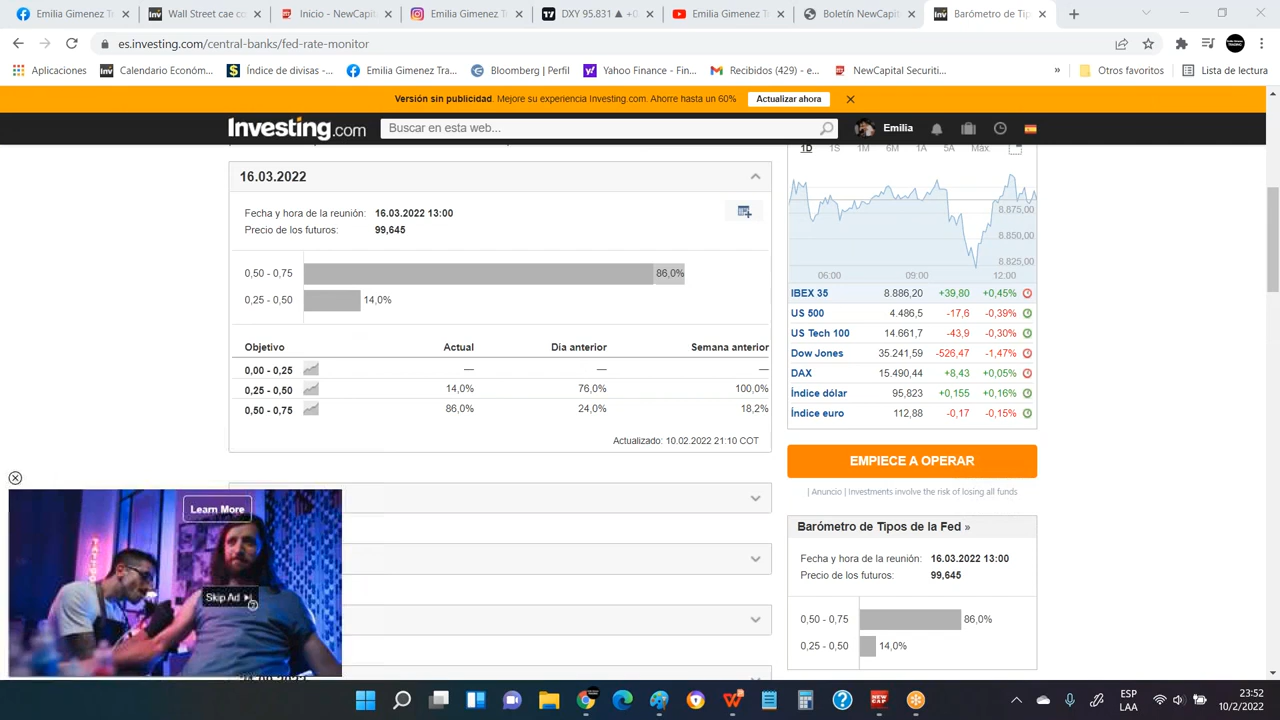 Emilia Gimenez T
Wall Street cae co
Inicio - NewCapit
Emilia Gimenez T
DXY 95.831 ▲ +0
Emilia Gimenez T
Boletin NewCapit
Barómetro de Tip
es.investing.com/central-banks/fed-rate-monitor
Aplicaciones
Calendario Económ...
Índice de divisas -...
Emilia Gimenez Tra...
Bloomberg | Perfil
Yahoo Finance - Fin...
Recibidos (429) - e...
NewCapital Securiti...
»
Otros favoritos
Lista de lectura
Versión sin publicidad. Mejore su experiencia Investing.com. Ahorre hasta un 60%
Actualizar ahora
Investing.com
Buscar en esta web...
Emilia
16.03.2022
Fecha y hora de la reunión: 16.03.2022 13:00
Precio de los futuros: 99,645
0,50 - 0,75 86,0%
0,25 - 0,50 14,0%
Objetivo Actual Día anterior Semana anterior
0,00 - 0,25 — — —
0,25 - 0,50 14,0% 76,0% 100,0%
0,50 - 0,75 86,0% 24,0% 18,2%
Actualizado: 10.02.2022 21:10 COT
1D 1S 1M 6M 1A 5A Máx.
8.875,00
8.850,00
8.825,00
06:00 09:00 12:00
IBEX 35 8.886,20 +39,80 +0,45%
US 500 4.486,5 -17,6 -0,39%
US Tech 100 14.661,7 -43,9 -0,30%
Dow Jones 35.241,59 -526,47 -1,47%
DAX 15.490,44 +8,43 +0,05%
Índice dólar 95,823 +0,155 +0,16%
Índice euro 112,88 -0,17 -0,15%
EMPIECE A OPERAR
| Anuncio | Investments involve the risk of losing all funds
Barómetro de Tipos de la Fed »
Fecha y hora de la reunión: 16.03.2022 13:00
Precio de los futuros: 99,645
0,50 - 0,75 86,0%
0,25 - 0,50 14,0%
Learn More
Skip Ad
ESP
LAA
23:52
10/2/2022